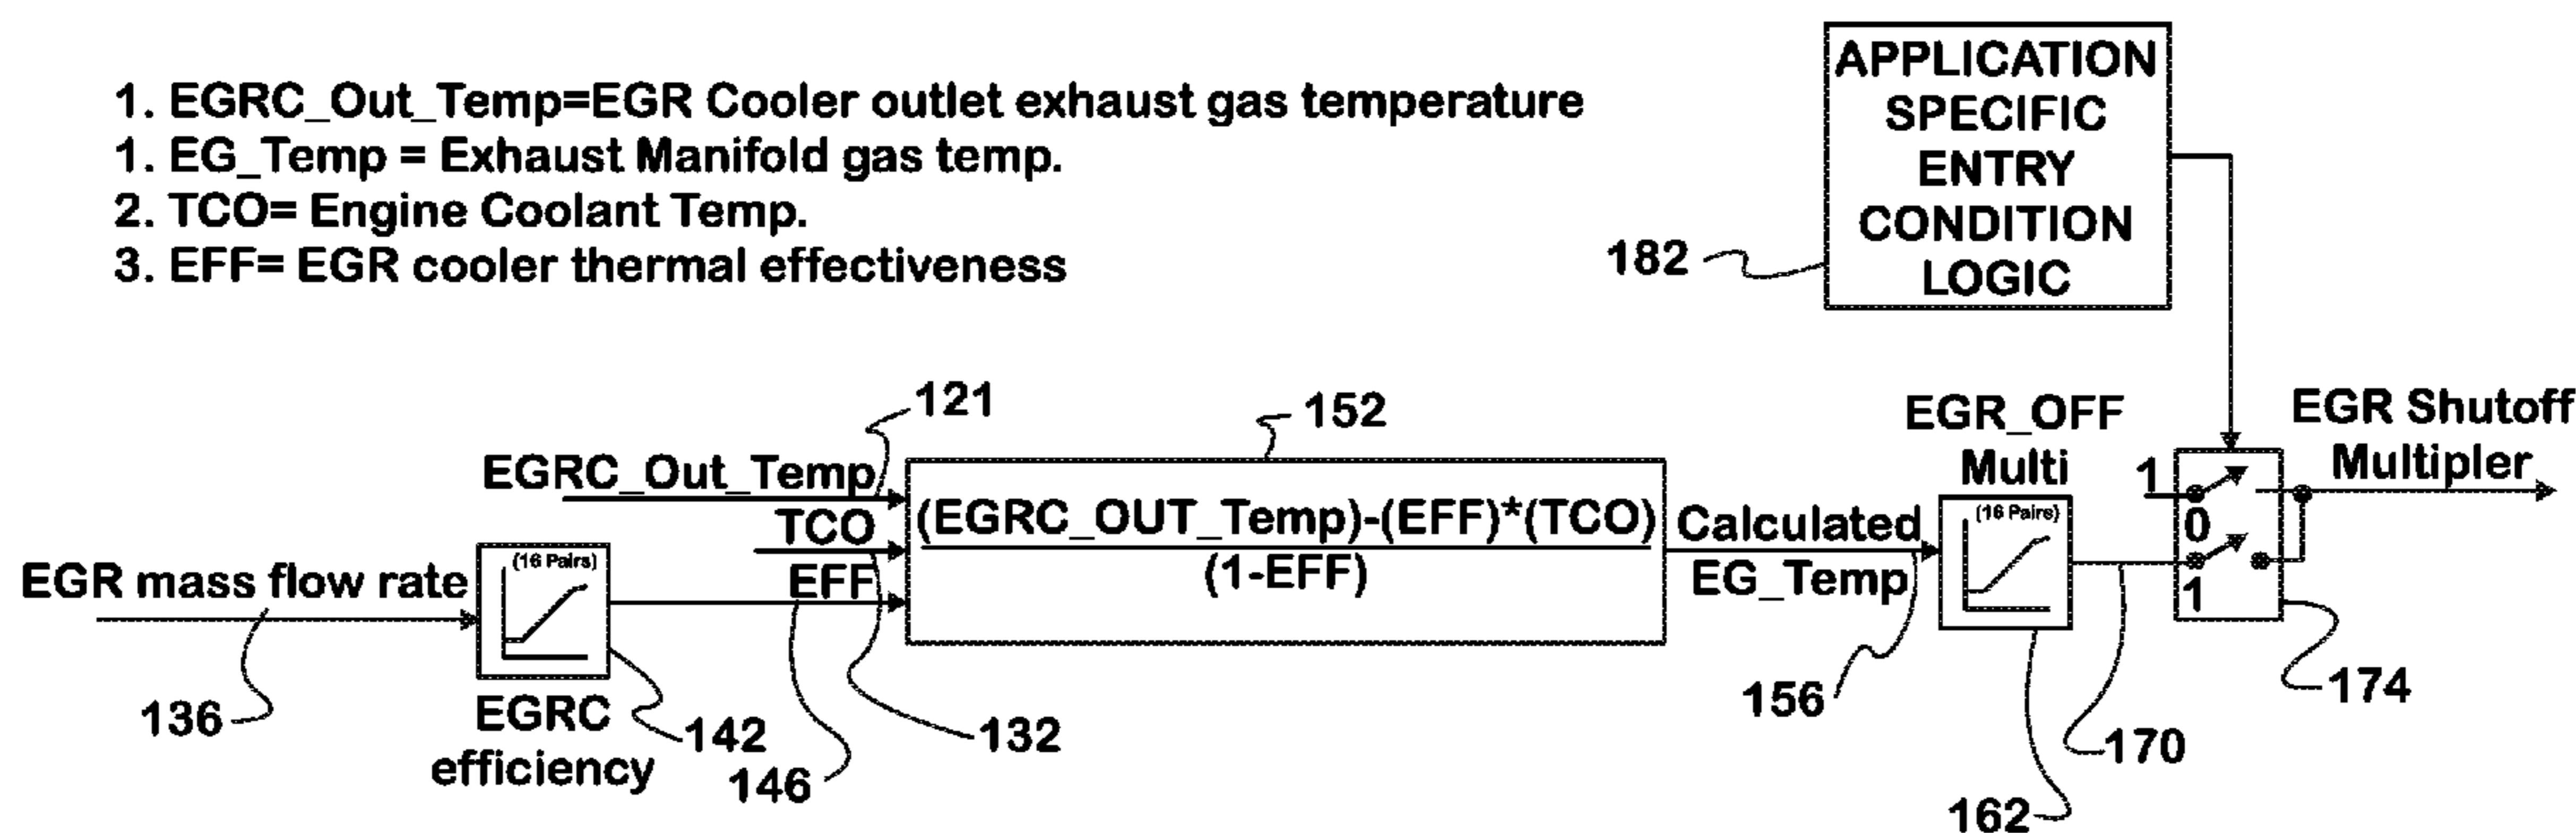 1. EGRC_Out_Temp=EGR Cooler outlet exhaust gas temperature
1. EG_Temp = Exhaust Manifold gas temp.
2. TCO= Engine Coolant Temp.
3. EFF= EGR cooler thermal effectiveness
APPLICATION
SPECIFIC
ENTRY
CONDITION
LOGIC
182
121
152
EGRC_Out_Temp
TCO
EFF
EGR mass flow rate
(16 Pairs)
EGRC
efficiency
136
142
146
132
(EGRC_OUT_Temp)-(EFF)*(TCO)
(1-EFF)
Calculated
EG_Temp
156
EGR_OFF
Multi
(16 Pairs)
162
170
1
0
1
174
EGR Shutoff
Multipler